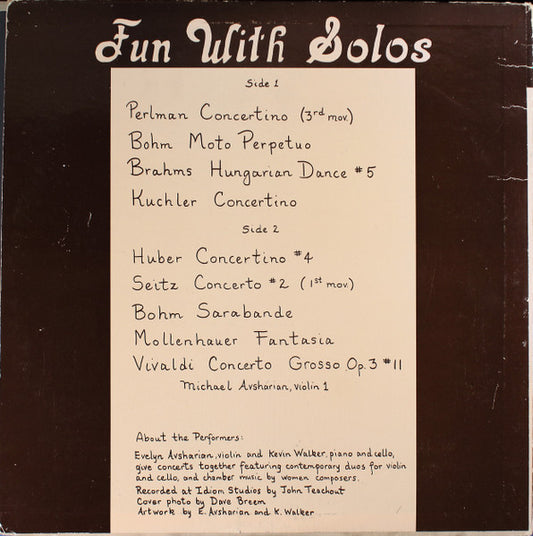 Fun With Solos
Side 1
Perlman Concertino (3rd mov.)
Bohm Moto Perpetuo
Brahms Hungarian Dance #5
Kuchler Concertino
Side 2
Huber Concertino #4
Seitz Concerto #2 (1st mov.)
Bohm Sarabande
Mollenhauer Fantasia
Vivaldi Concerto Grosso Op. 3 #11
Michael Avsharian, violin 1
About the Performers:
Evelyn Avsharian, violin and Kevin Walker, piano and cello,
give concerts together featuring contemporary duos for violin
and cello, and chamber music by women composers.
Recorded at Idiom Studios by John Teachout
Cover photo by Dave Breem
Artwork by E. Avsharian and K. Walker